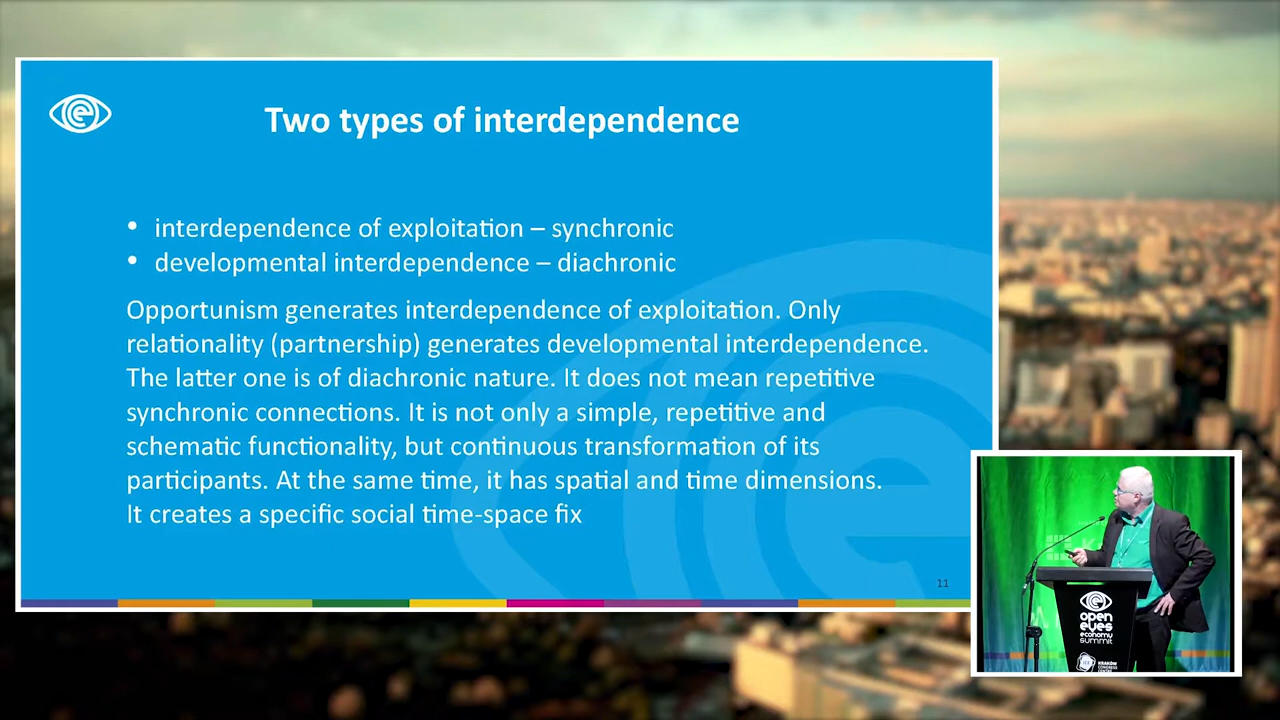 Two types of interdependence
• interdependence of exploitation – synchronic
• developmental interdependence – diachronic
Opportunism generates interdependence of exploitation. Only
relationality (partnership) generates developmental interdependence.
The latter one is of diachronic nature. It does not mean repetitive
synchronic connections. It is not only a simple, repetitive and
schematic functionality, but continuous transformation of its
participants. At the same time, it has spatial and time dimensions.
It creates a specific social time-space fix
11
open
eyes
economy
summit
KRAKÓW
CONGRESS
CENTRE